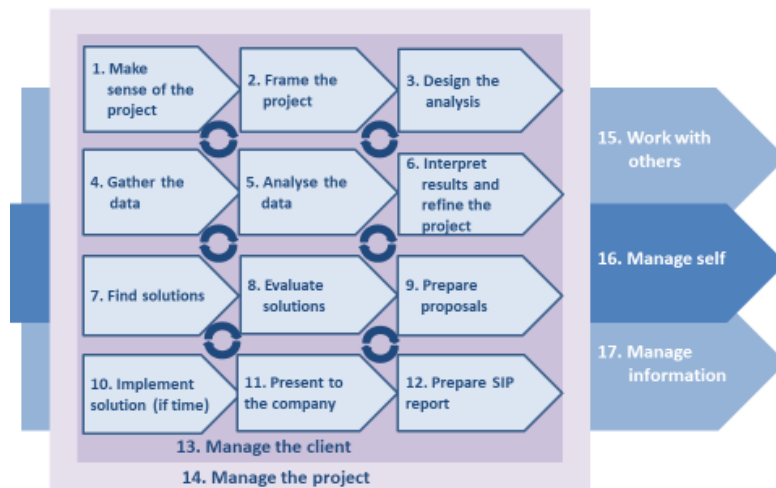 1. Make
sense of the
project
2. Frame the
project
3. Design the
analysis
4. Gather the
data
5. Analyse the
data
6. Interpret
results and
refine the
project
7. Find solutions
8. Evaluate
solutions
9. Prepare
proposals
10. Implement
solution (if time)
11. Present to
the company
12. Prepare SIP
report
13. Manage the client
14. Manage the project
15. Work with
others
16. Manage self
17. Manage
information